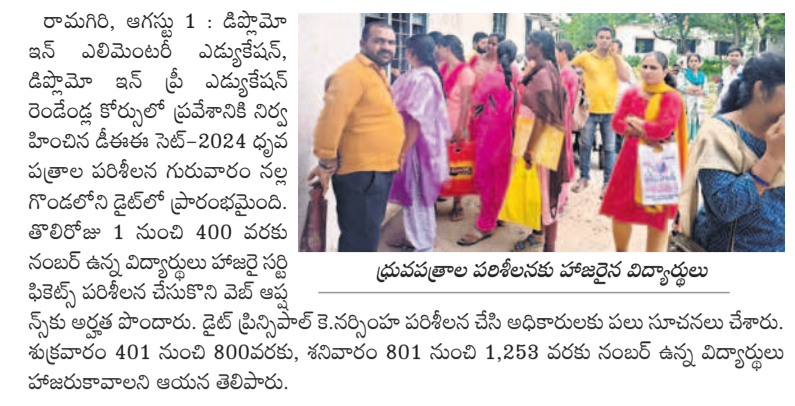 రామగిరి, ఆగస్టు 1 : డిప్లొమో
ఇన్ ఎలిమెంటరీ ఎడ్యుకేషన్,
డిప్లొమో ఇన్ ప్రీ ఎడ్యుకేషన్
రెండేండ్ల కోర్సులో ప్రవేశానికి నిర్వ
హించిన డీఈఈ సెట్-2024 ధృవ
పత్రాల పరిశీలన గురువారం నల్ల
గొండలోని డైట్‌లో ప్రారంభమైంది.
తొలిరోజు 1 నుంచి 400 వరకు
నంబర్ ఉన్న విద్యార్థులు హాజరై సర్టి
ఫికెట్స్ పరిశీలన చేసుకొని వెబ్ ఆప్ష
న్స్‌కు అర్హత పొందారు. డైట్ ప్రిన్సిపాల్ కె.నర్సింహ పరిశీలన చేసి అధికారులకు పలు సూచనలు చేశారు.
శుక్రవారం 401 నుంచి 800వరకు, శనివారం 801 నుంచి 1,253 వరకు నంబర్ ఉన్న విద్యార్థులు
హాజరుకావాలని ఆయన తెలిపారు.
ధ్రువపత్రాల పరిశీలనకు హాజరైన విద్యార్థులు